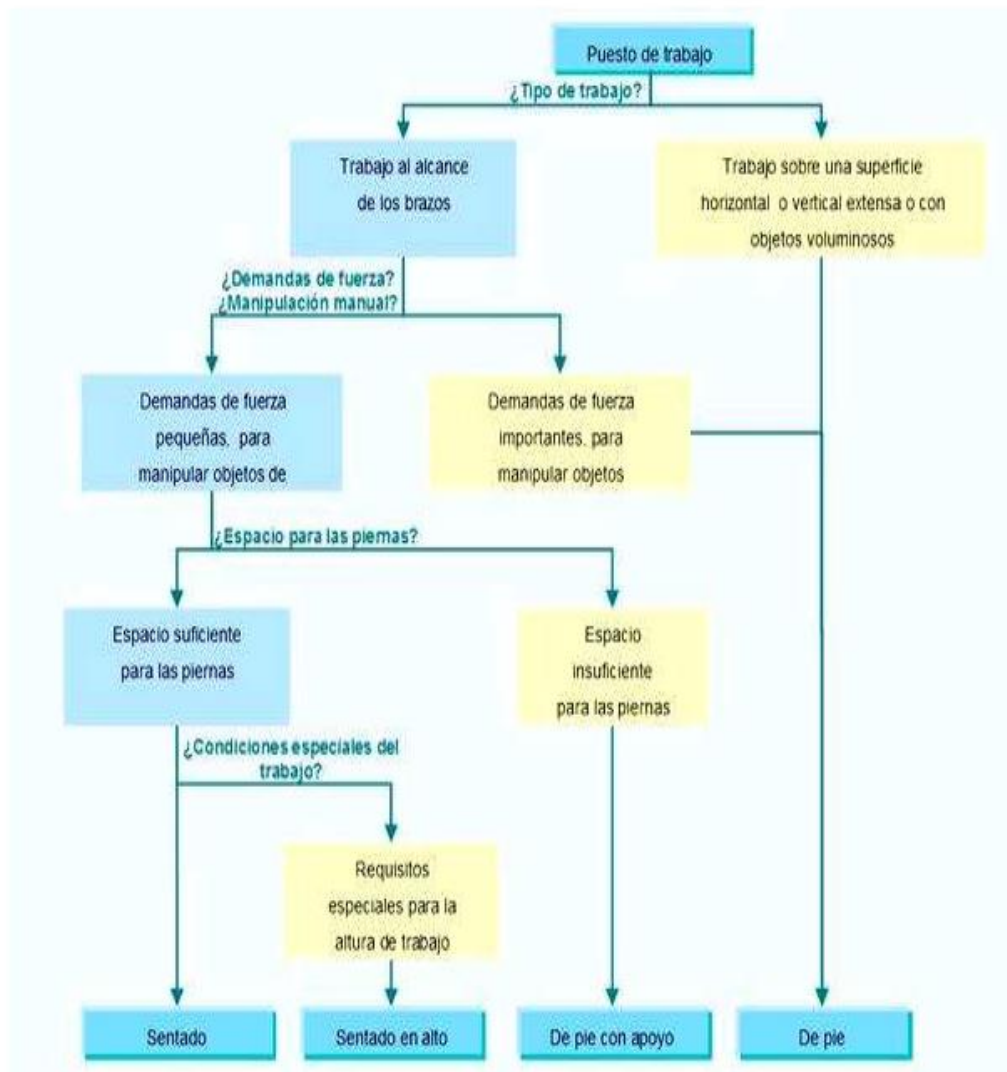 Puesto de trabajo
¿Tipo de trabajo?
Trabajo al alcance
de los brazos
Trabajo sobre una superficie
horizontal o vertical extensa o con
objetos voluminosos
¿Demandas de fuerza?
¿Manipulación manual?
Demandas de fuerza
pequeñas, para
manipular objetos de
Demandas de fuerza
importantes, para
manipular objetos
¿Espacio para las piernas?
Espacio suficiente
para las piernas
Espacio
insuficiente
para las piernas
¿Condiciones especiales del
trabajo?
Requisitos
especiales para la
altura de trabajo
Sentado
Sentado en alto
De pie con apoyo
De pie